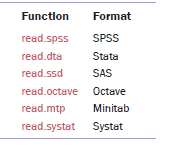 Function Format
read.spss SPSS
read.dta Stata
read.ssd SAS
read.octave Octave
read.mtp Minitab
read.systat Systat